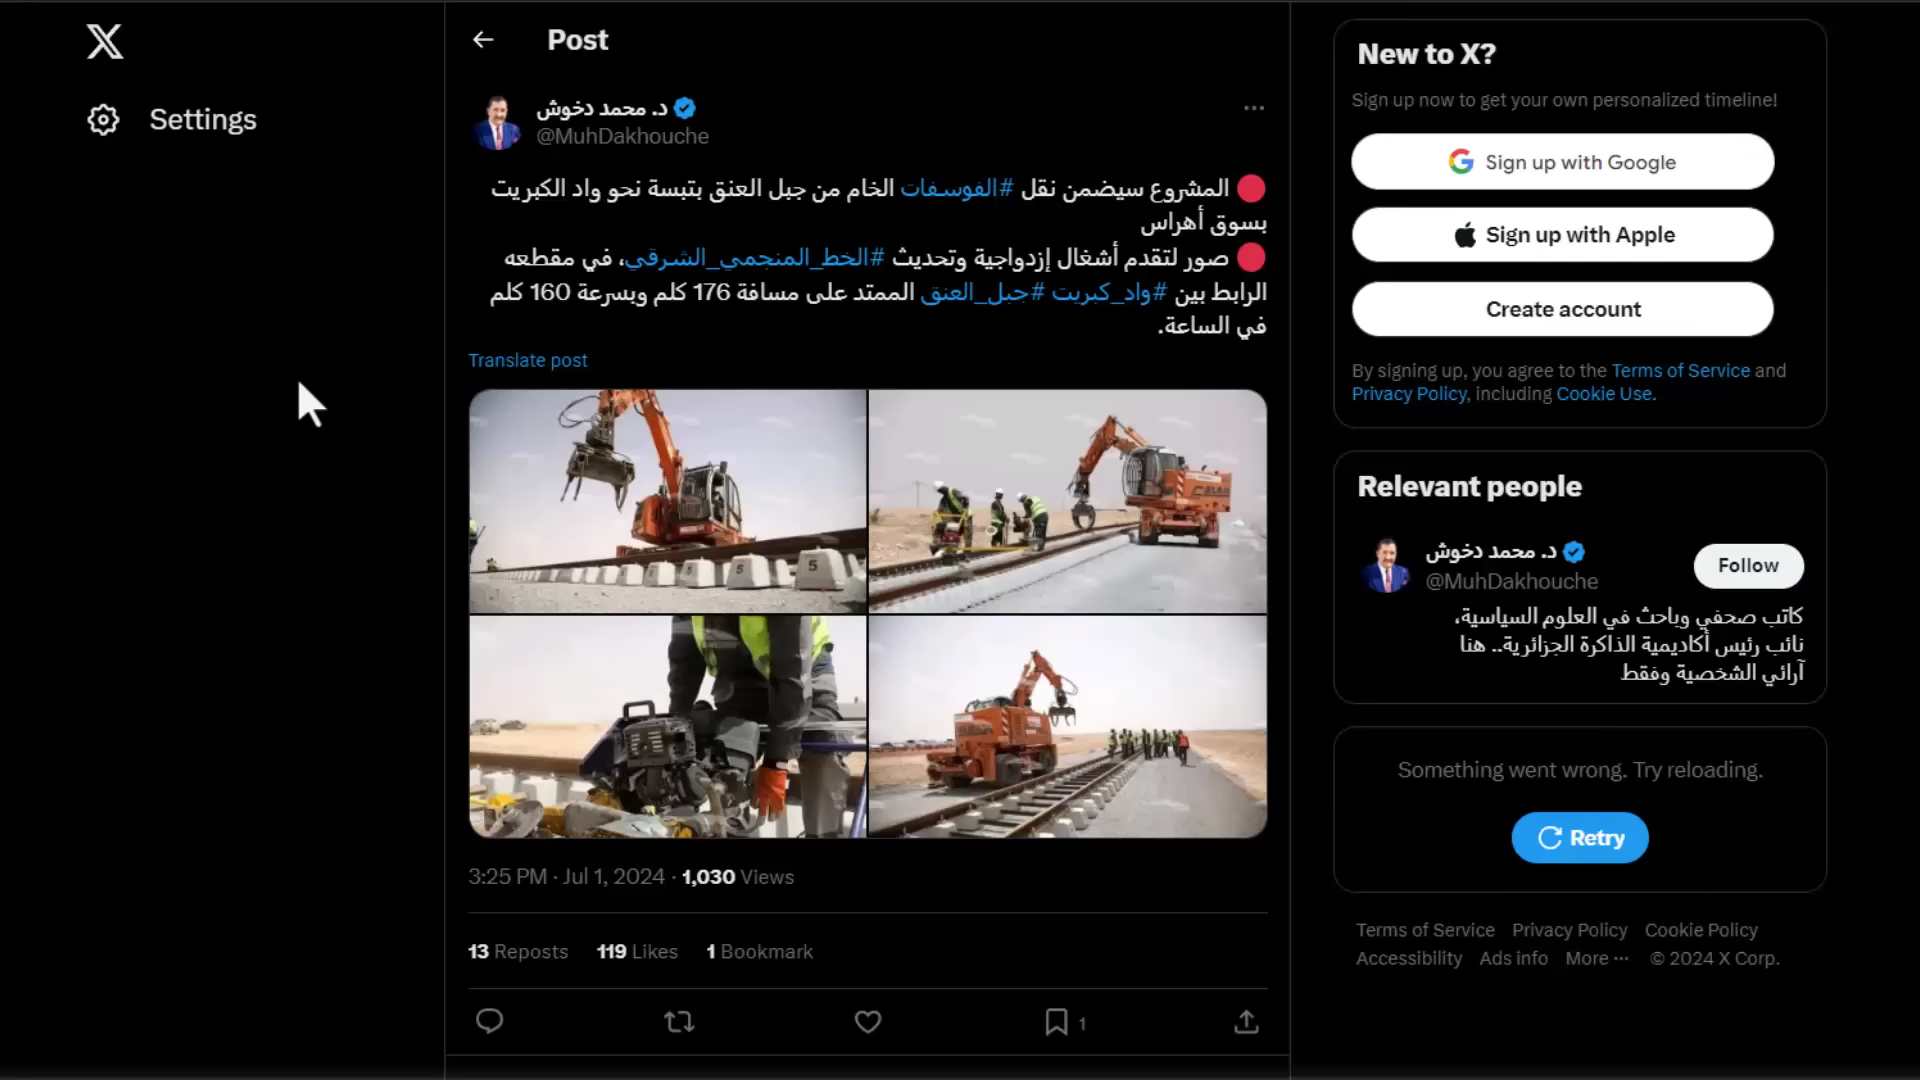 Settings
Post
د. محمد دخوش
@MuhDakhouche
المشروع سيضمن نقل #الفوسفات الخام من جبل العنق بتبسة نحو واد الكبريت
بسوق أهراس
صور لتقدم أشغال إزدواجية وتحديث #الخط_المنجمي_الشرقي، في مقطعه
الرابط بين #واد_كبريت #جبل_العنق الممتد على مسافة 176 كلم وبسرعة 160 كلم
في الساعة.
Translate post
5
5
3:25 PM · Jul 1, 2024 · 1,030 Views
13 Reposts 119 Likes 1 Bookmark
1
New to X?
Sign up now to get your own personalized timeline!
Sign up with Google
Sign up with Apple
Create account
By signing up, you agree to the Terms of Service and
Privacy Policy, including Cookie Use.
Relevant people
د. محمد دخوش
@MuhDakhouche
Follow
كاتب صحفي وباحث في العلوم السياسية،
نائب رئيس أكاديمية الذاكرة الجزائرية.. هنا
آرائي الشخصية وفقط
Something went wrong. Try reloading.
Retry
Terms of Service Privacy Policy Cookie Policy
Accessibility Ads info More ··· © 2024 X Corp.